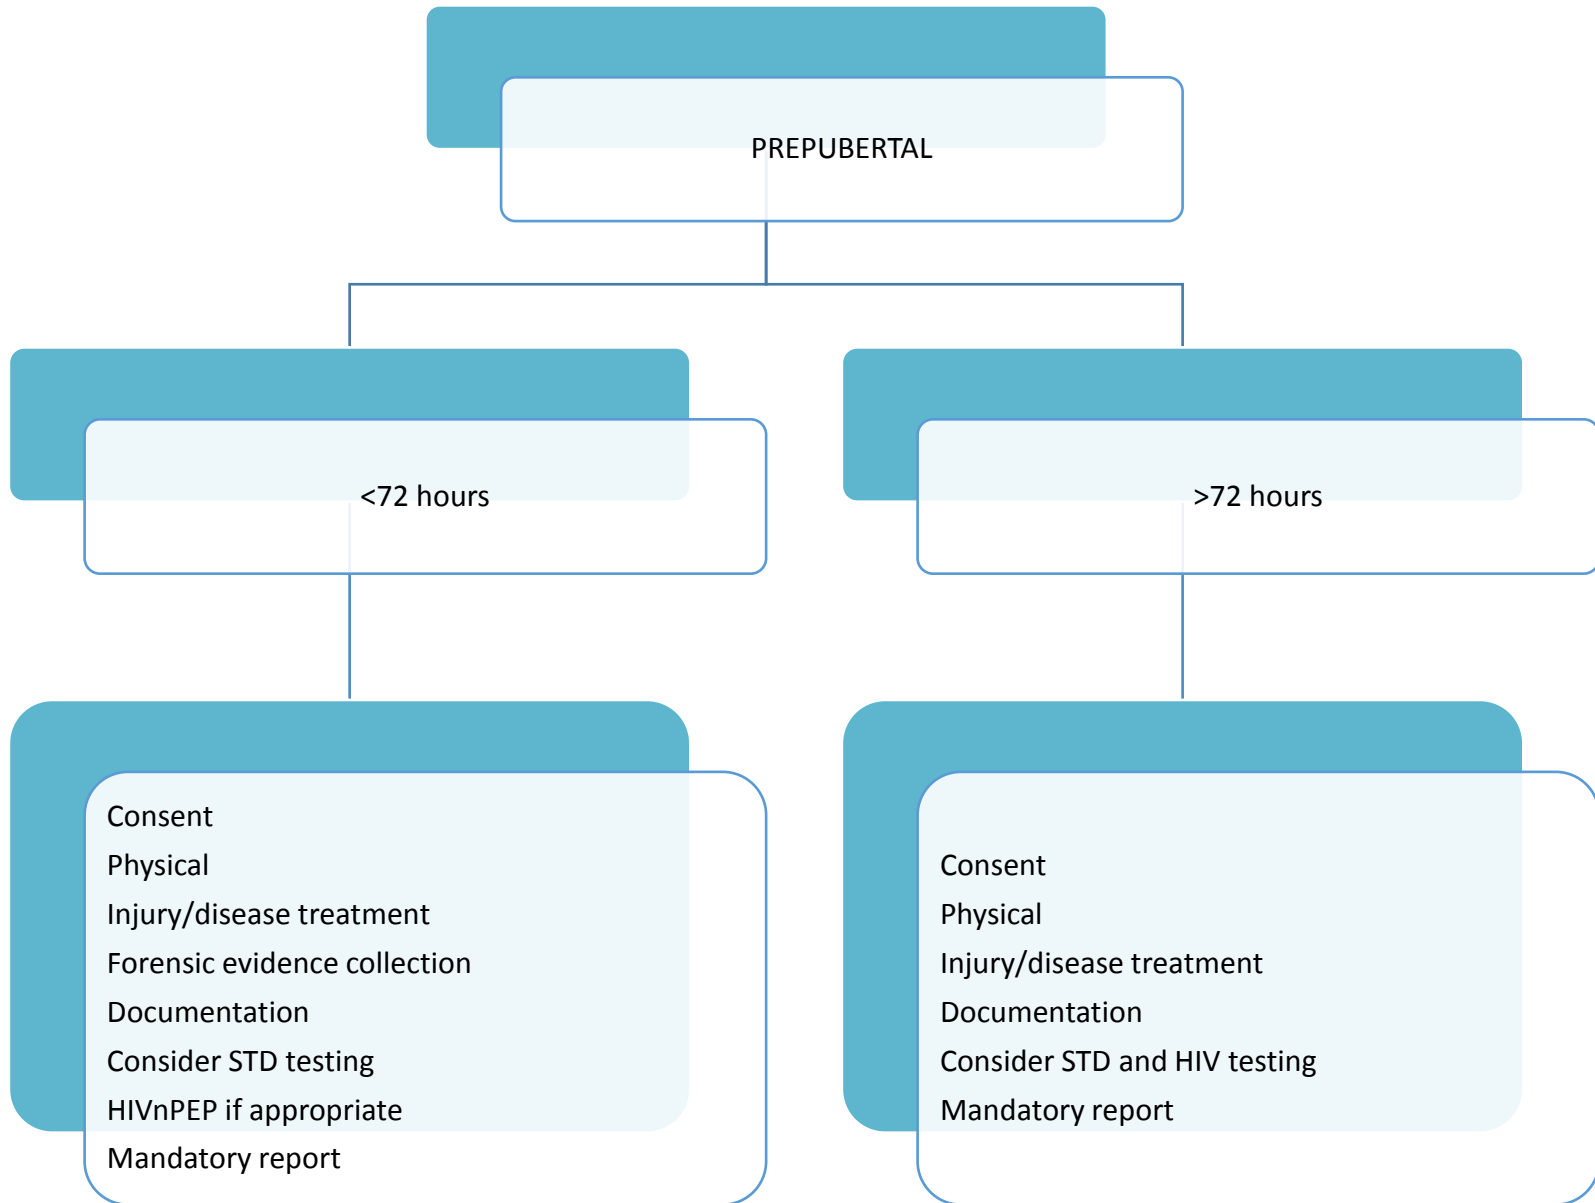 PREPUBERTAL
<72 hours
>72 hours
Consent
Physical
Injury/disease treatment
Forensic evidence collection
Documentation
Consider STD testing
HIVnPEP if appropriate
Mandatory report
Consent
Physical
Injury/disease treatment
Documentation
Consider STD and HIV testing
Mandatory report